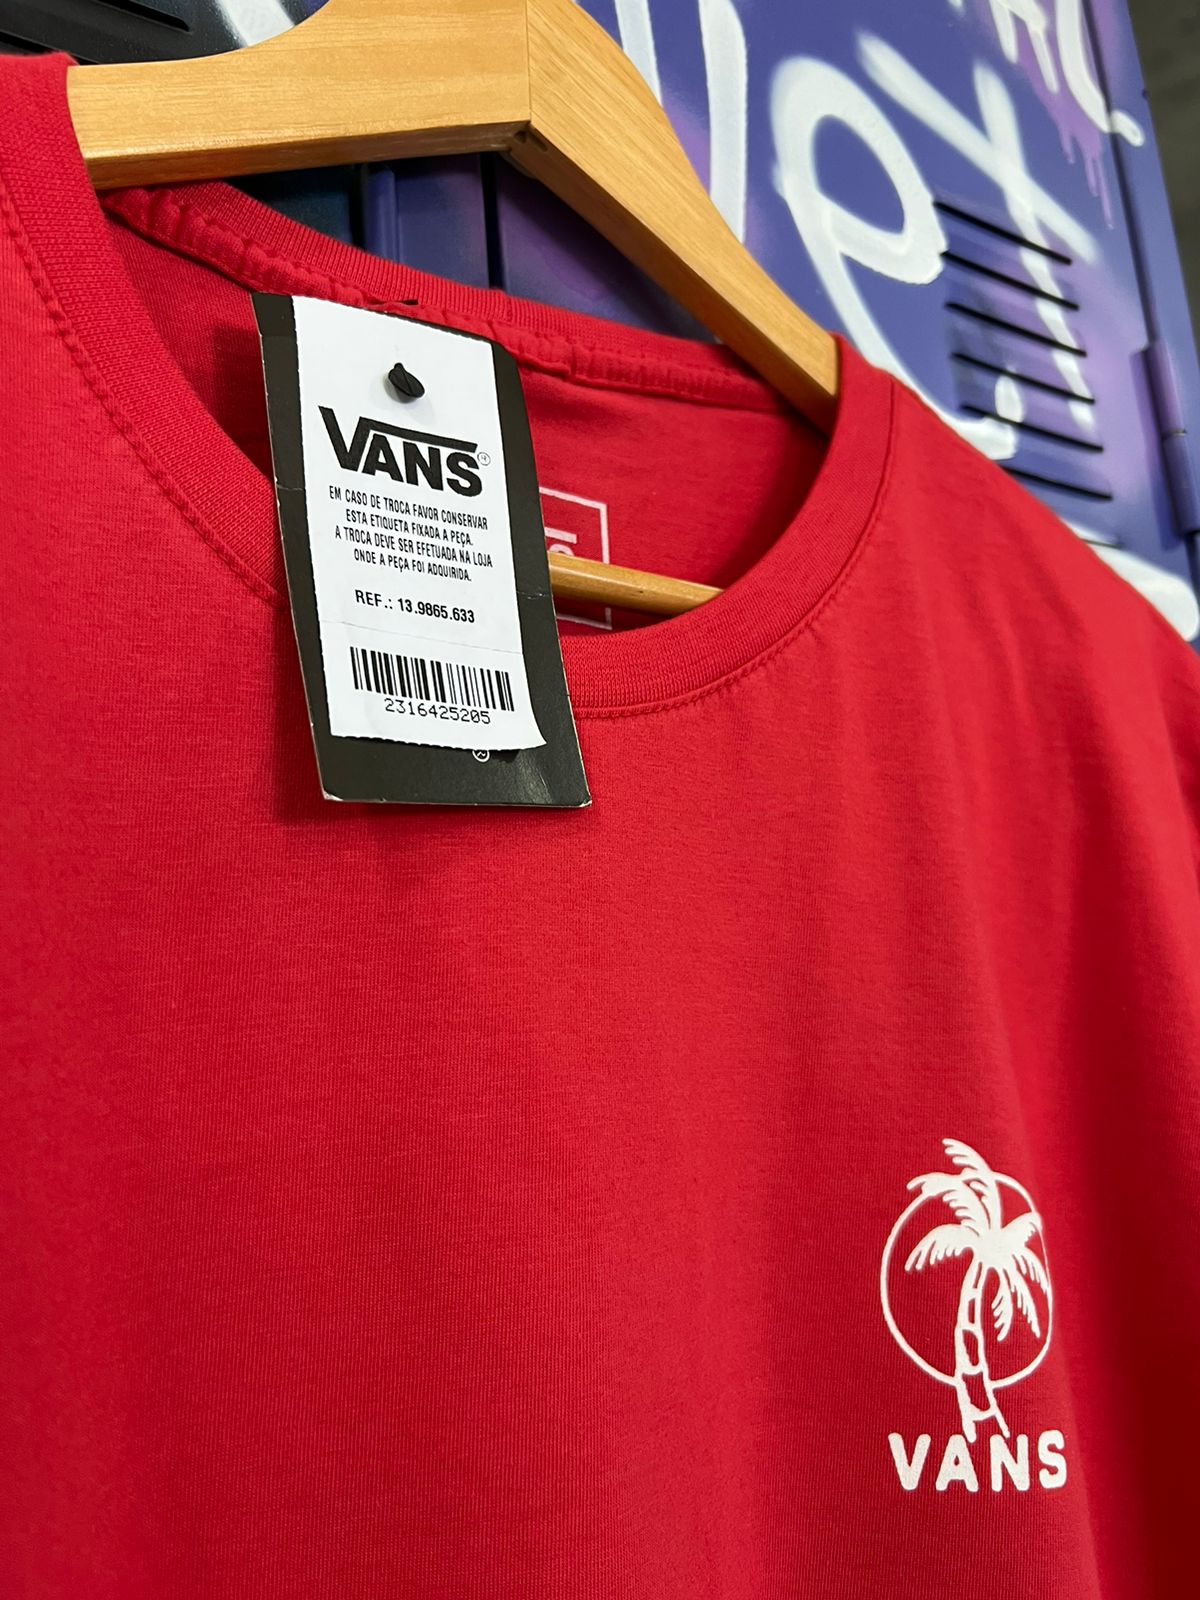 VANS
EM CASO DE TROCA FAVOR CONSERVAR
ESTA ETIQUETA FIXADA A PEÇA.
A TROCA DEVE SER EFETUADA NA LOJA
ONDE A PEÇA FOI ADQUIRIDA.
REF.: 13.9865.633
2316425205
VANS